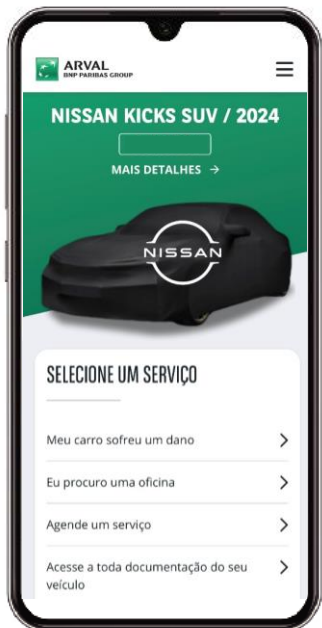 ARVAL
BNP PARIBAS GROUP
NISSAN KICKS SUV / 2024
MAIS DETALHES →
NISSAN
SELECIONE UM SERVIÇO
Meu carro sofreu um dano
Eu procuro uma oficina
Agende um serviço
Acesse a toda documentação do seu
veículo